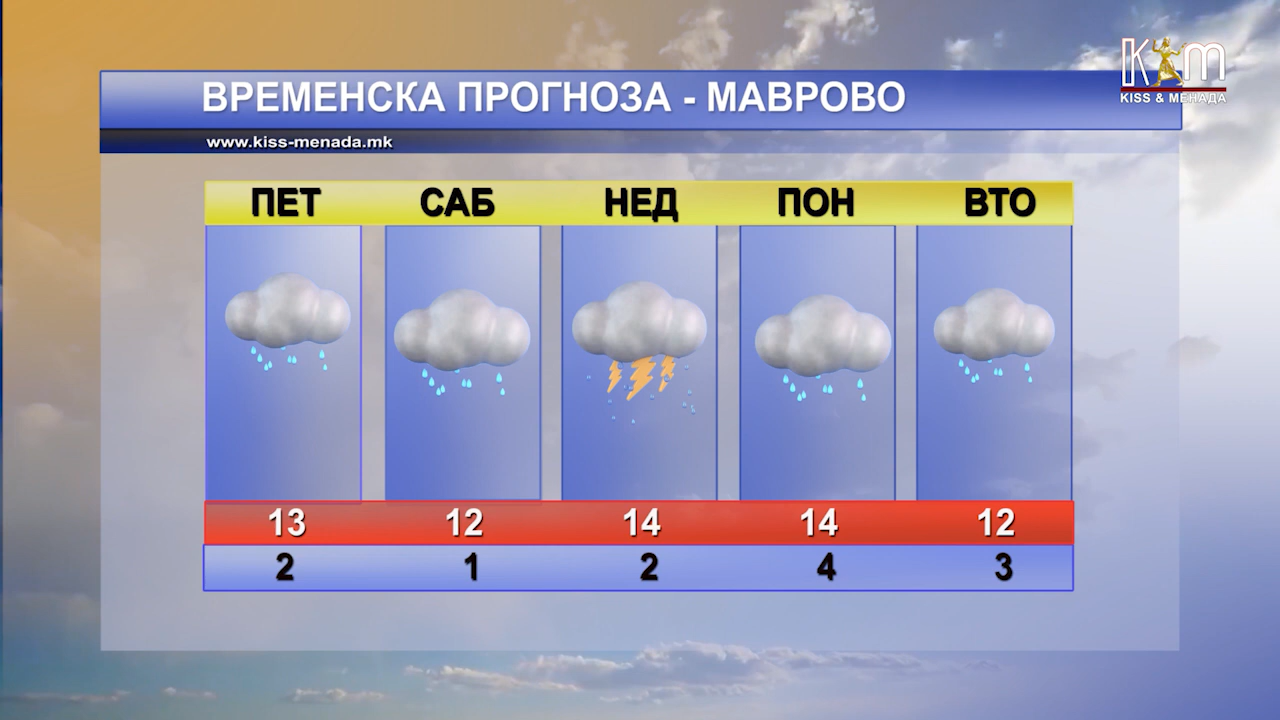 ВРЕМЕНСКА ПРОГНОЗА - МАВРОВО
KM
KISS & МЕНАДА
www.kiss-menada.mk
ПЕТ САБ НЕД ПОН ВТО
13 12 14 14 12
2 1 2 4 3